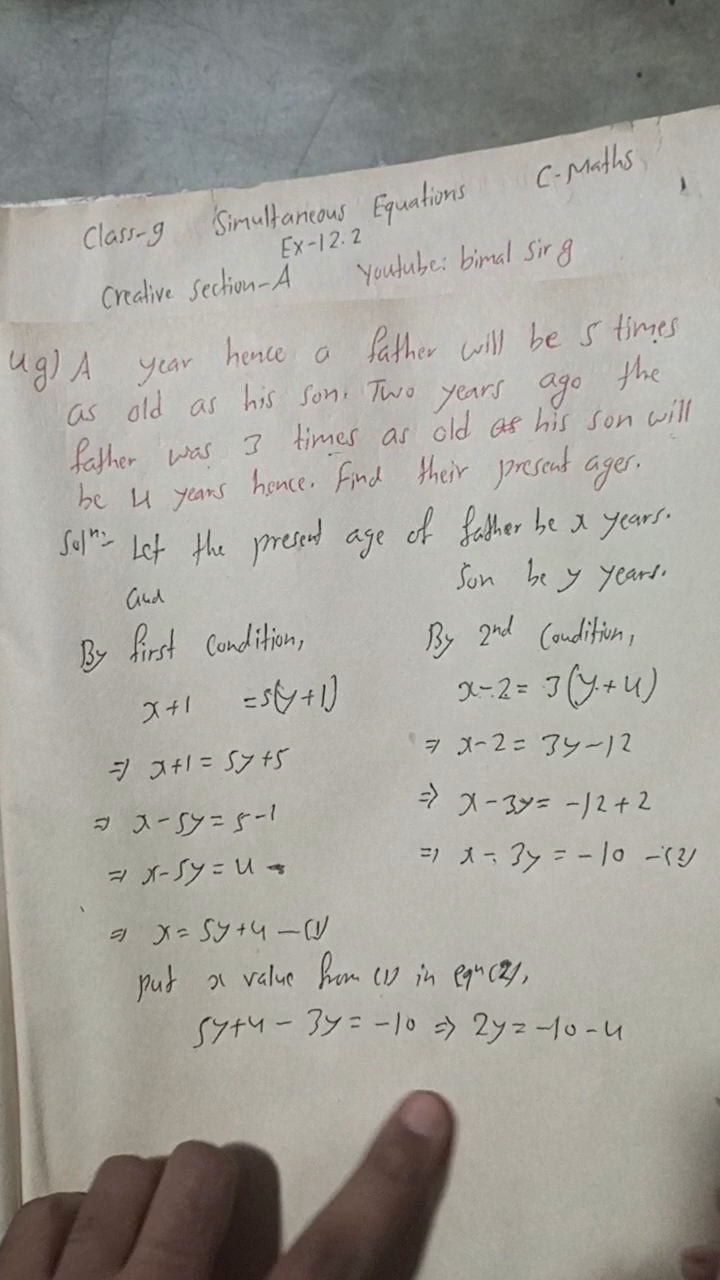 Class-9 Simultaneous Equations C-Maths
Ex-12.2
Creative Section-A Youtube: bimal Sir g
4g) A year hence a father will be 5 times
as old as his son. Two years ago the
father was 3 times as old as his son will
be 4 years hence. Find their present ages.
Solⁿ:- Let the present age of father be x years.
and Son be y years.
By first Condition,
x+1 =5(y+1)
⇒ x+1 = 5y+5
⇒ x-5y = 5-1
⇒ x-5y = 4
⇒ x = 5y+4 —(1)
By 2nd Condition,
x-2 = 3(y+4)
⇒ x-2 = 3y-12
⇒ x-3y = -12+2
⇒ x-3y = -10 -(2)
put x value from (1) in eqn(2),
5y+4 - 3y = -10 ⇒ 2y = -10-4